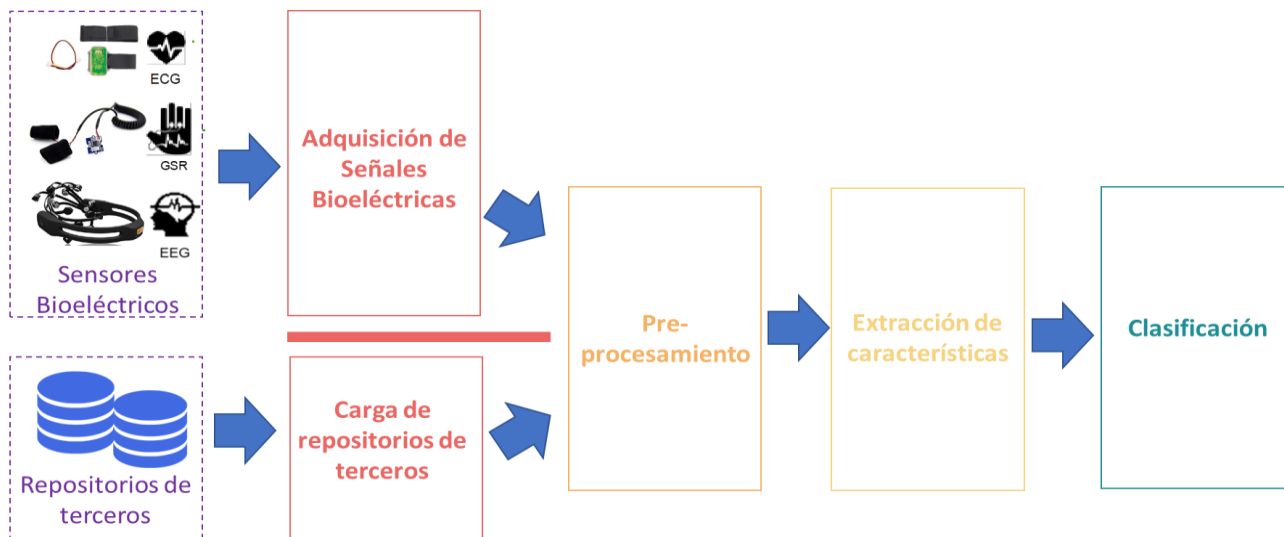 ECG
GSR
EEG
Sensores
Bioeléctricos
Adquisición de
Señales
Bioeléctricas
Repositorios de
terceros
Carga de
repositorios de
terceros
Pre-
procesamiento
Extracción de
características
Clasificación